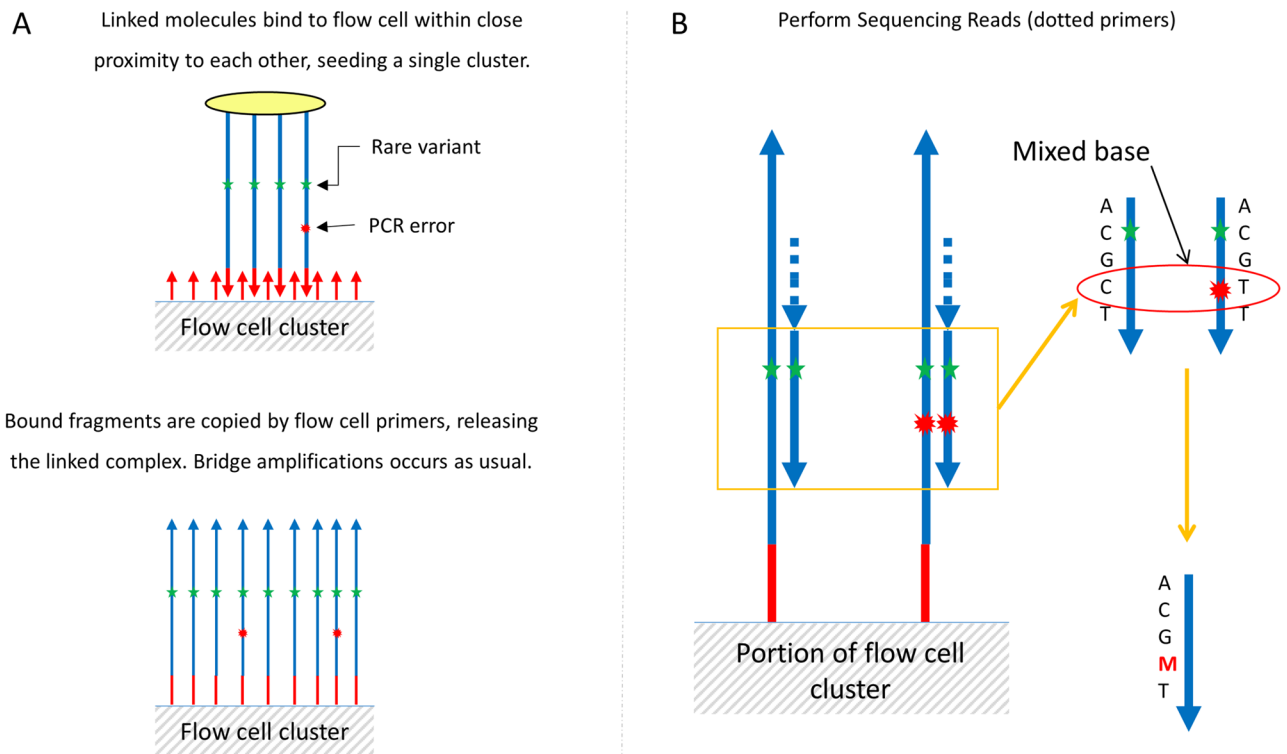 A
Linked molecules bind to flow cell within close
proximity to each other, seeding a single cluster.
Rare variant
PCR error
Flow cell cluster
Bound fragments are copied by flow cell primers, releasing
the linked complex. Bridge amplifications occurs as usual.
Flow cell cluster
B
Perform Sequencing Reads (dotted primers)
Mixed base
A
C
G
C
T
A
C
G
T
T
A
C
G
M
T
Portion of flow cell
cluster